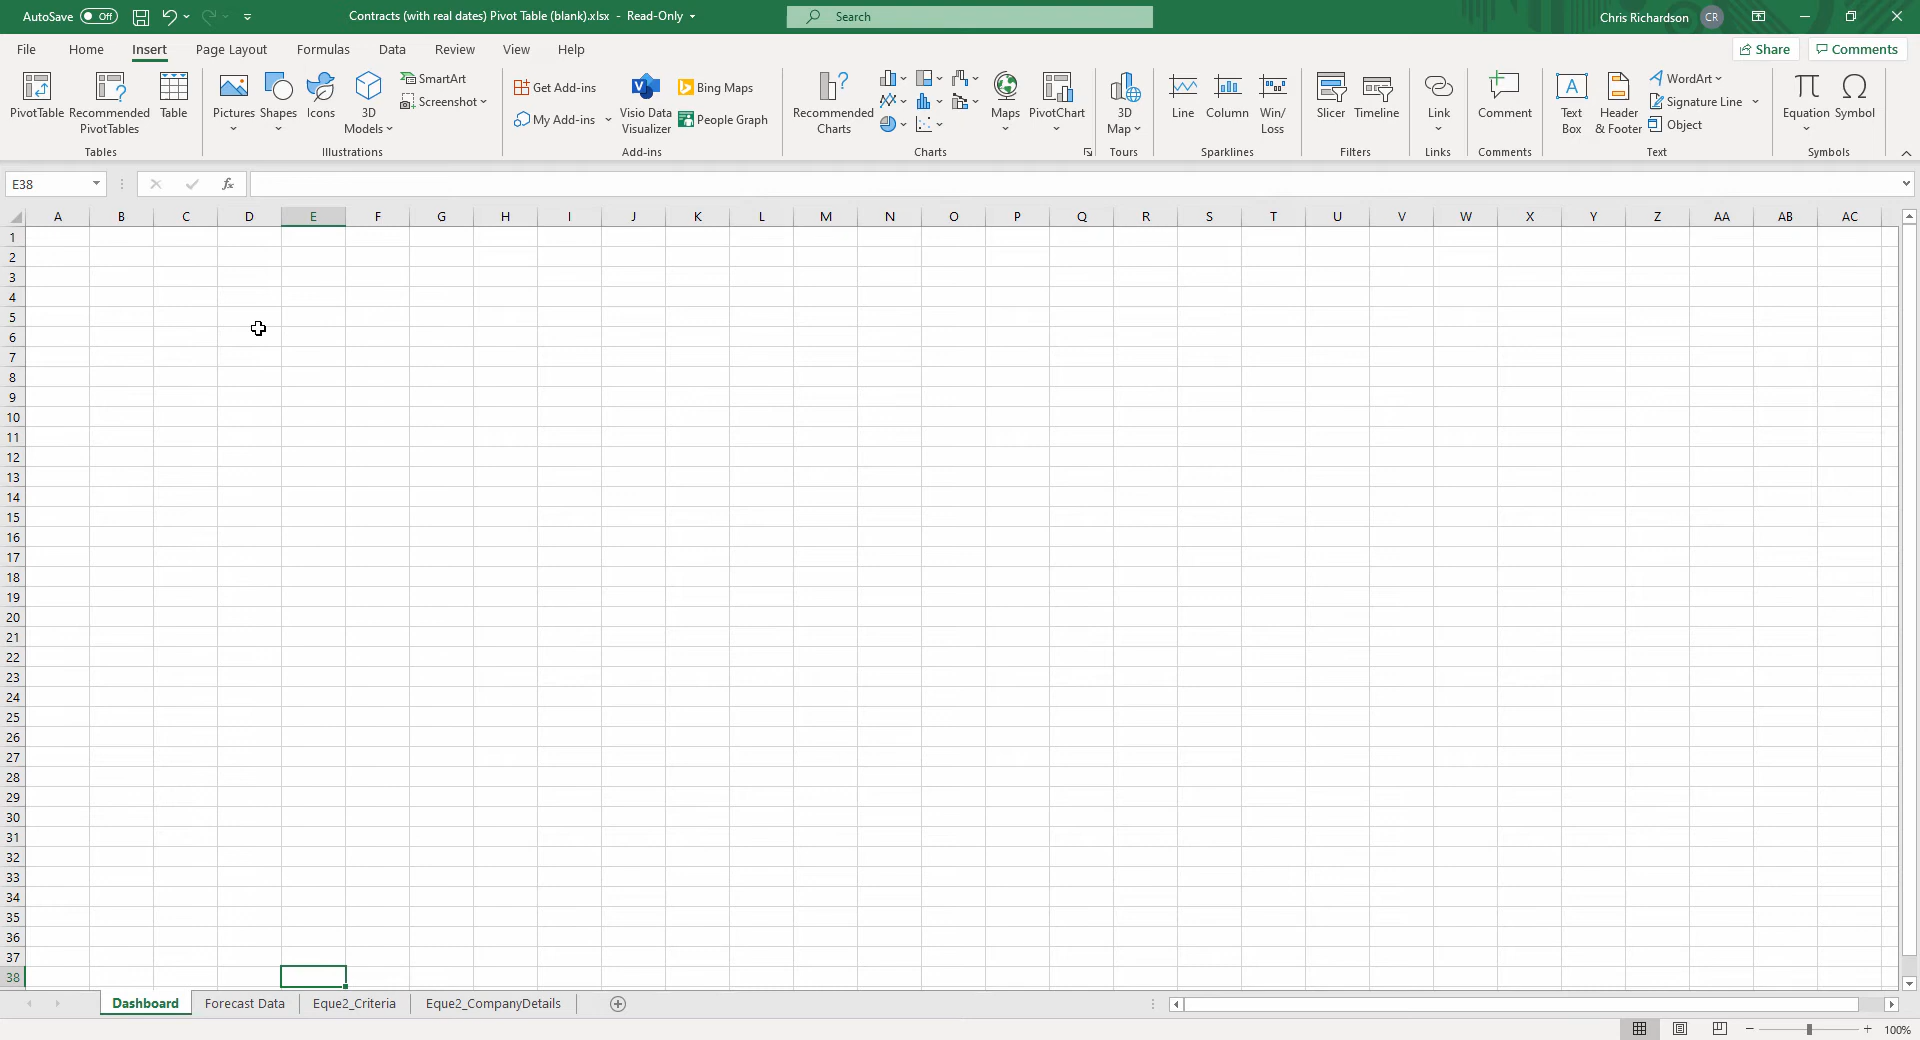 AutoSave Off Contracts (with real dates) Pivot Table (blank).xlsx - Read-Only Search Chris Richardson CR
File Home Insert Page Layout Formulas Data Review View Help Share Comments
PivotTable
Recommended
PivotTables
Table
Tables
Pictures
Shapes
Icons
3D
Models
SmartArt
Screenshot
Illustrations
Get Add-ins
My Add-ins
Visio Data
Visualizer
Bing Maps
People Graph
Add-ins
Recommended
Charts
Maps
PivotChart
Charts
3D
Map
Tours
Line
Column
Win/
Loss
Sparklines
Slicer
Timeline
Filters
Link
Links
Comment
Comments
Text
Box
Header
& Footer
WordArt
Signature Line
Object
Text
Equation
Symbol
Symbols
E38 fx
A B C D E F G H I J K L M N O P Q R S T U V W X Y Z AA AB AC
1
2
3
4
5
6
7
8
9
10
11
12
13
14
15
16
17
18
19
20
21
22
23
24
25
26
27
28
29
30
31
32
33
34
35
36
37
38
Dashboard Forecast Data Eque2_Criteria Eque2_CompanyDetails
100%